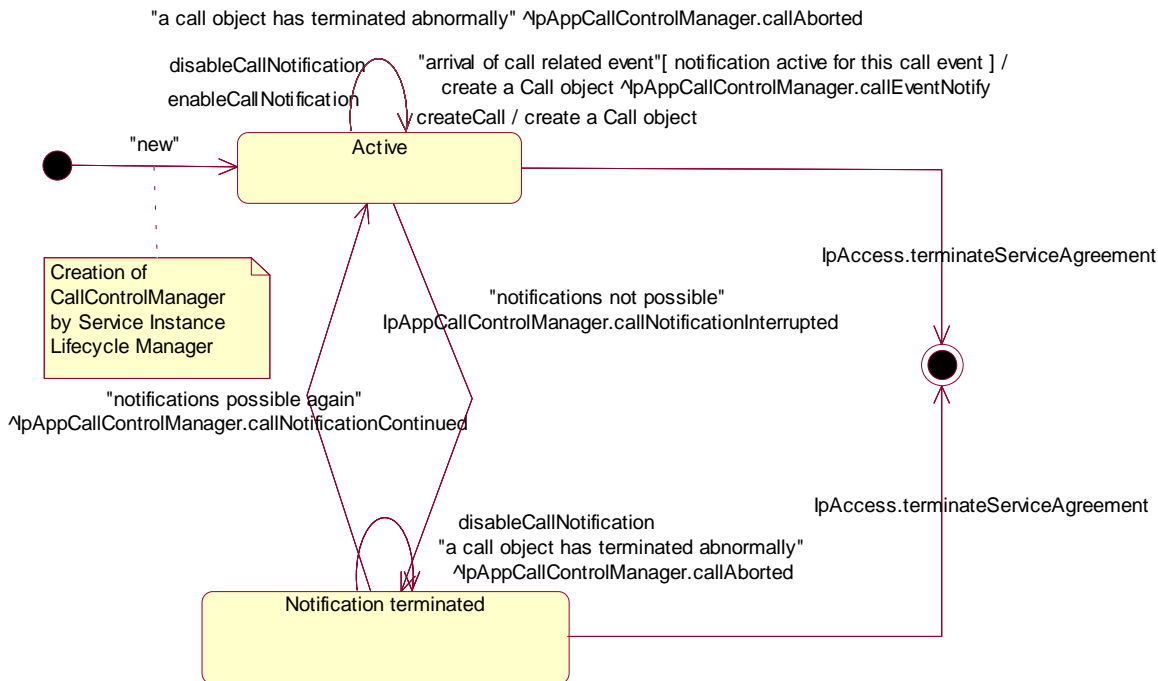 "a call object has terminated abnormally" ^IpAppCallControlManager.callAborted
disableCallNotification
"arrival of call related event"[ notification active for this call event ] /
create a Call object ^IpAppCallControlManager.callEventNotify
enableCallNotification
createCall / create a Call object
"new"
Active
IpAccess.terminateServiceAgreement
Creation of
CallControlManager
by Service Instance
Lifecycle Manager
"notifications not possible"
IpAppCallControlManager.callNotificationInterrupted
"notifications possible again"
^IpAppCallControlManager.callNotificationContinued
IpAccess.terminateServiceAgreement
disableCallNotification
"a call object has terminated abnormally"
^IpAppCallControlManager.callAborted
Notification terminated